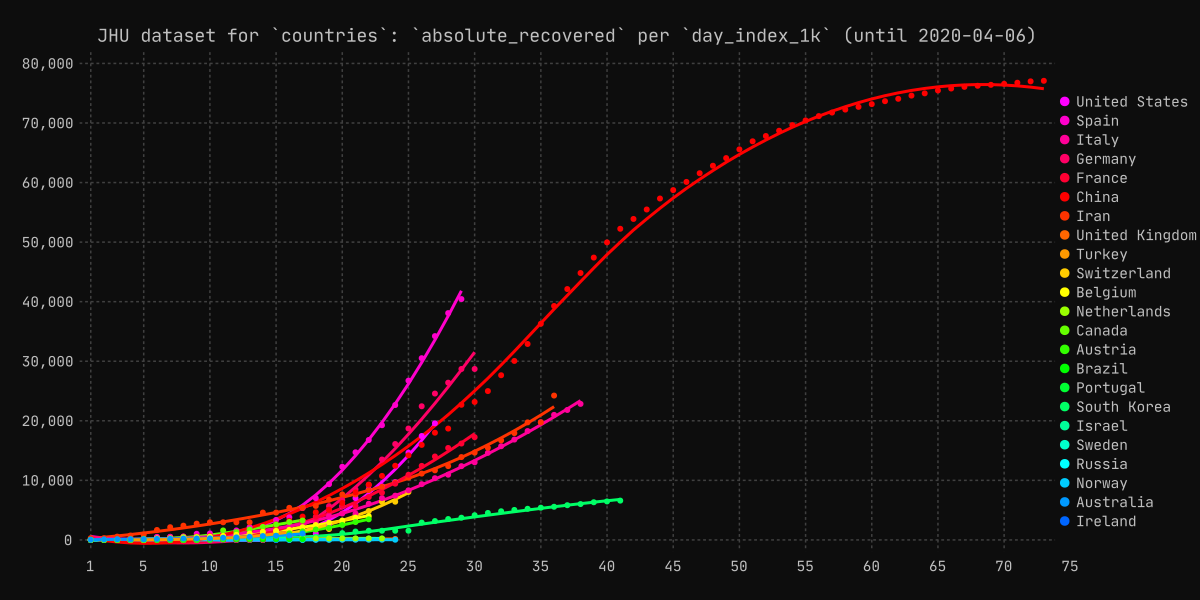 JHU dataset for `countries`: `absolute_recovered` per `day_index_1k` (until 2020-04-06)
80,000
70,000
60,000
50,000
40,000
30,000
20,000
10,000
0
1 5 10 15 20 25 30 35 40 45 50 55 60 65 70 75
United States
Spain
Italy
Germany
France
China
Iran
United Kingdom
Turkey
Switzerland
Belgium
Netherlands
Canada
Austria
Brazil
Portugal
South Korea
Israel
Sweden
Russia
Norway
Australia
Ireland